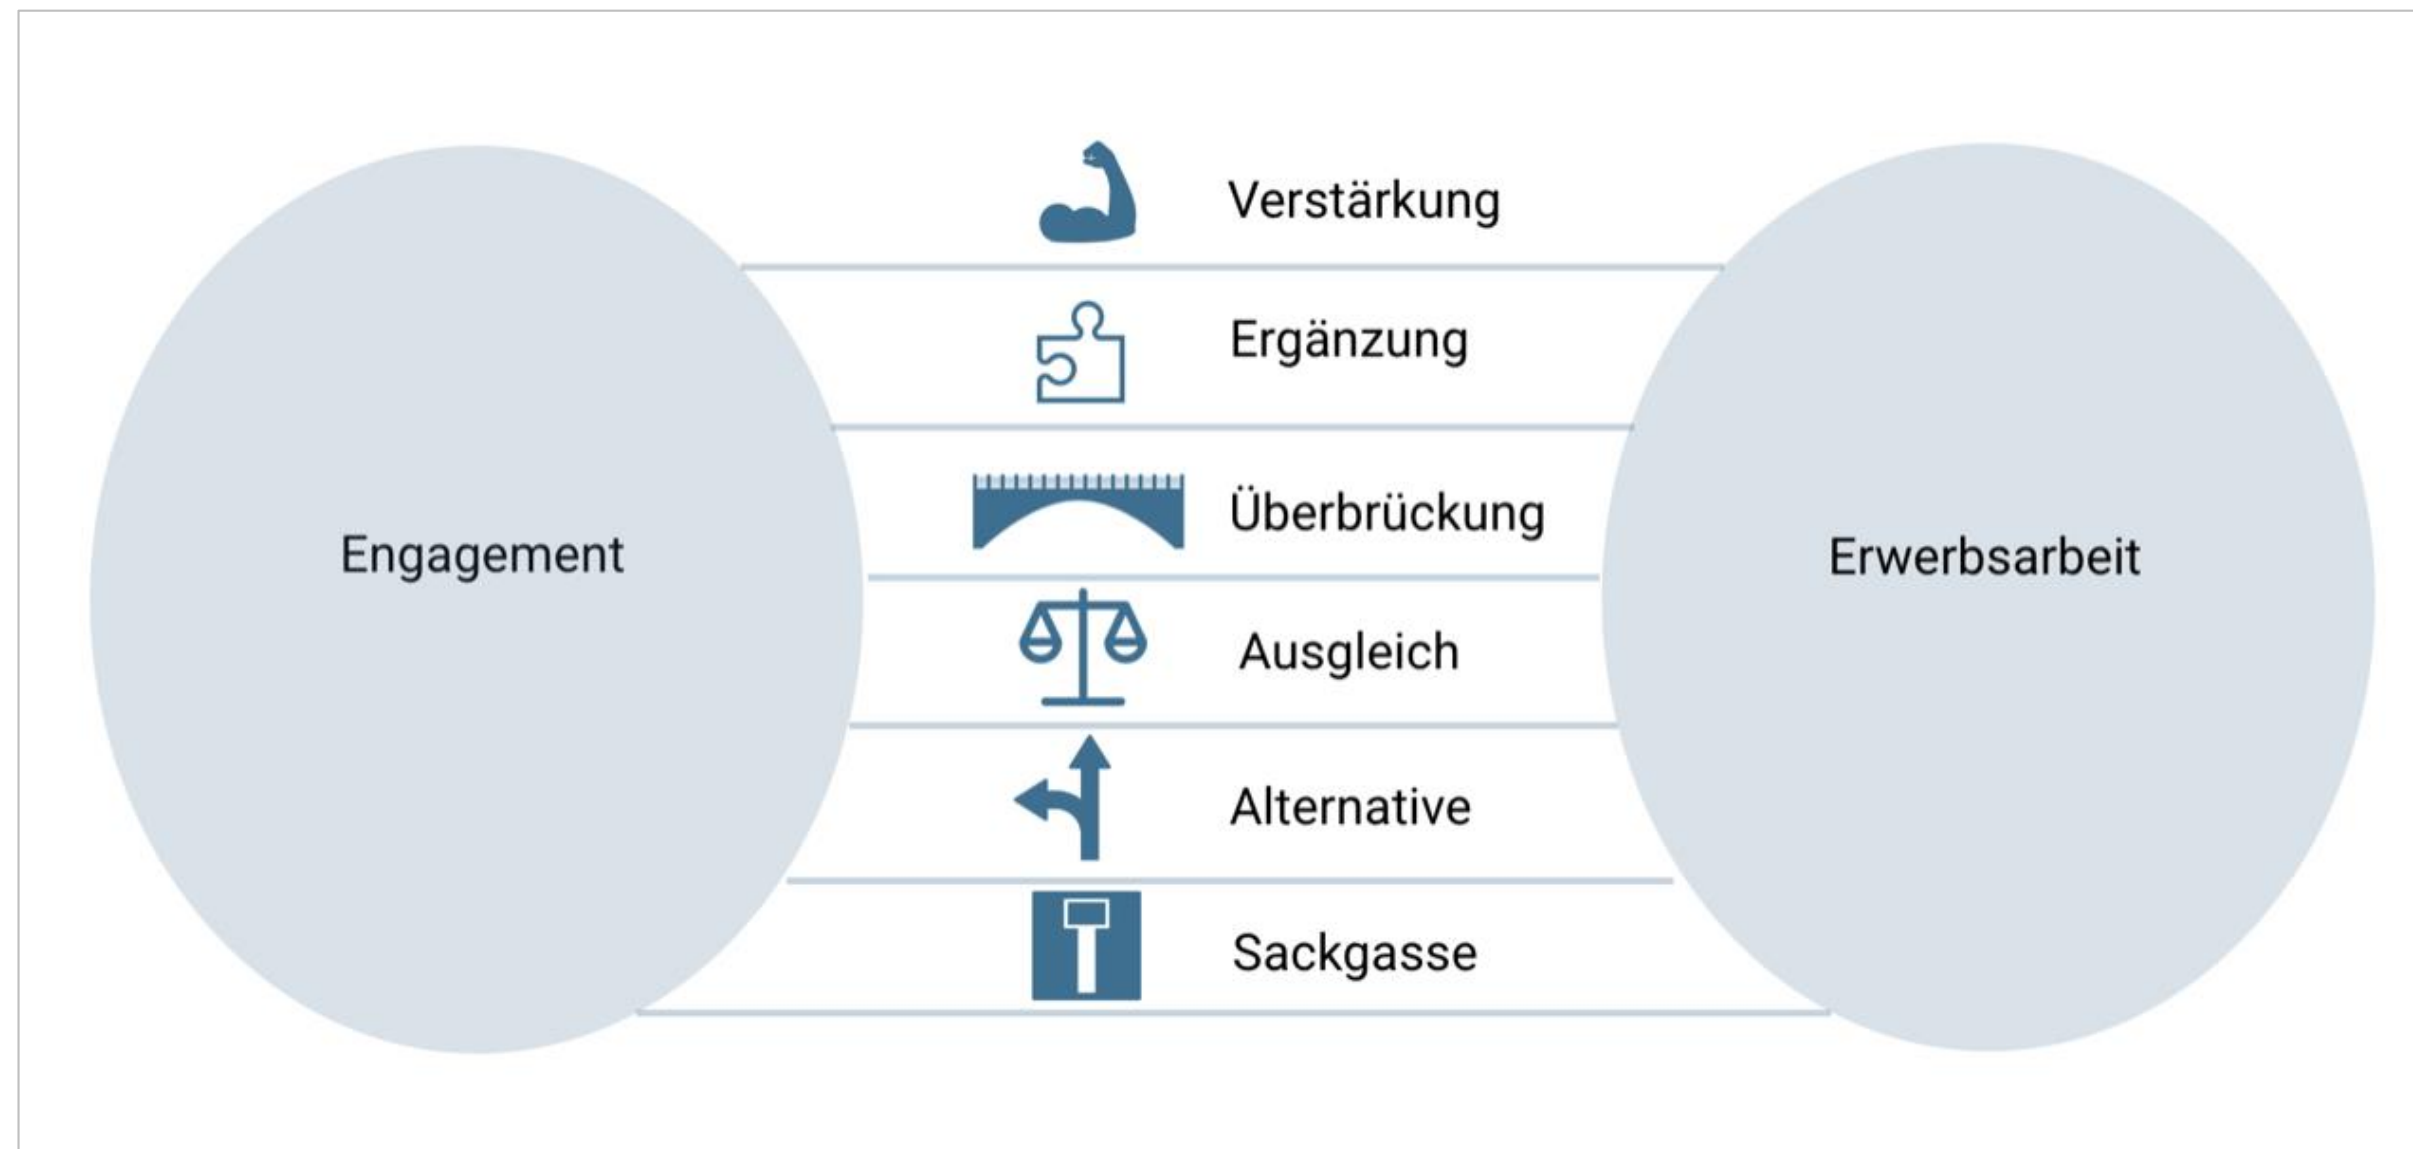 Verstärkung
Ergänzung
Überbrückung
Engagement
Erwerbsarbeit
Ausgleich
Alternative
Sackgasse